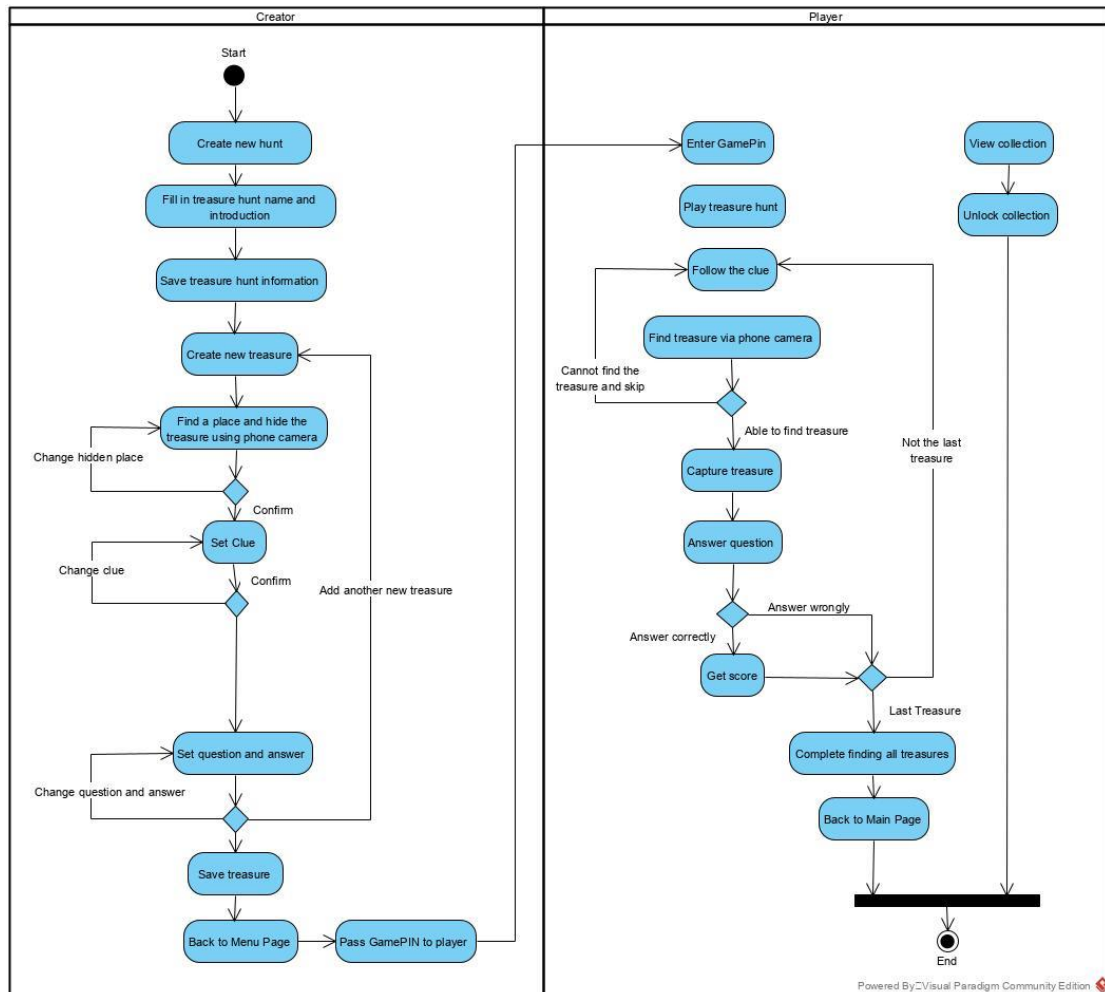 Creator
Start
Create new hunt
Fill in treasure hunt name and
introduction
Save treasure hunt information
Create new treasure
Find a place and hide the
treasure using phone camera
Change hidden place
Confirm
Set Clue
Change clue
Confirm
Add another new treasure
Set question and answer
Change question and answer
Save treasure
Back to Menu Page
Pass GamePIN to player
Player
Enter GamePin
Play treasure hunt
Follow the clue
Find treasure via phone camera
Cannot find the
treasure and skip
Able to find treasure
Not the last
treasure
Capture treasure
Answer question
Answer wrongly
Answer correctly
Get score
Last Treasure
Complete finding all treasures
Back to Main Page
View collection
Unlock collection
End
Powered By Visual Paradigm Community Edition